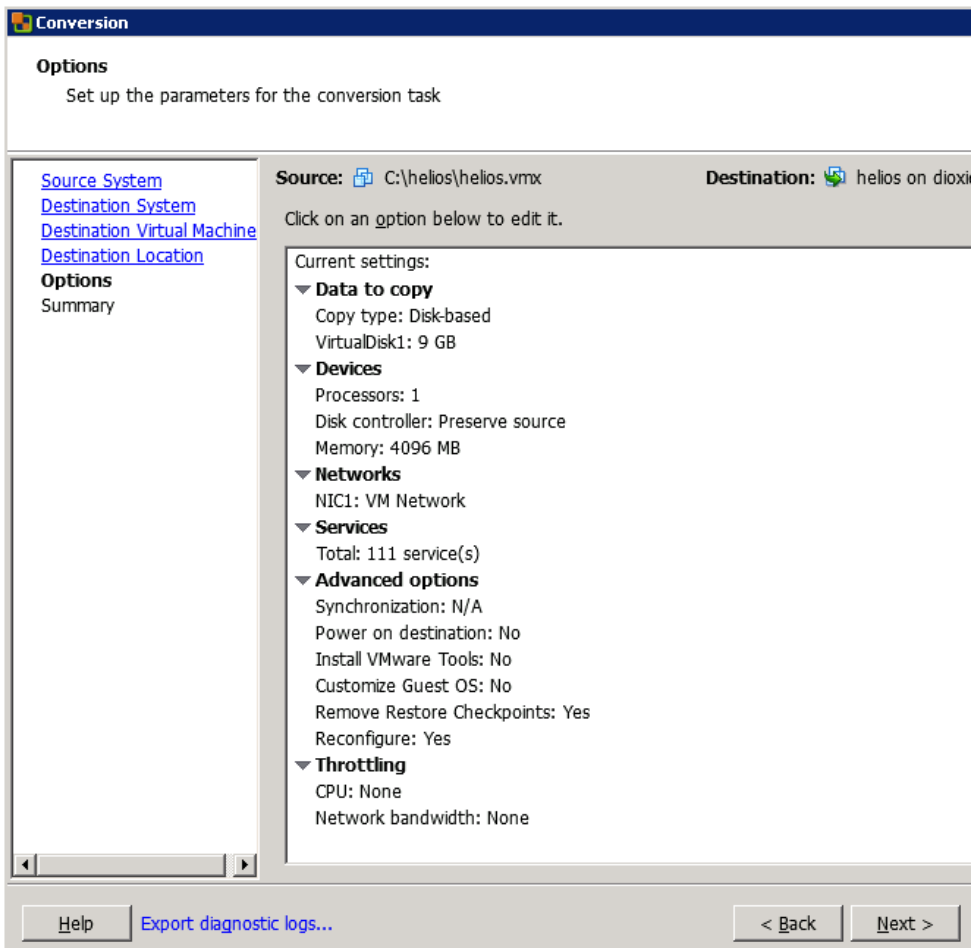 Conversion
Options
Set up the parameters for the conversion task
Source System
Destination System
Destination Virtual Machine
Destination Location
Options
Summary
Source: C:\helios\helios.vmx
Destination: helios on
Click on an option below to edit it.
Current settings:
Data to copy
Copy type: Disk-based
VirtualDisk1: 9 GB
Devices
Processors: 1
Disk controller: Preserve source
Memory: 4096 MB
Networks
NIC1: VM Network
Services
Total: 111 service(s)
Advanced options
Synchronization: N/A
Power on destination: No
Install VMware Tools: No
Customize Guest OS: No
Remove Restore Checkpoints: Yes
Reconfigure: Yes
Throttling
CPU: None
Network bandwidth: None
Help
Export diagnostic logs...
< Back
Next >